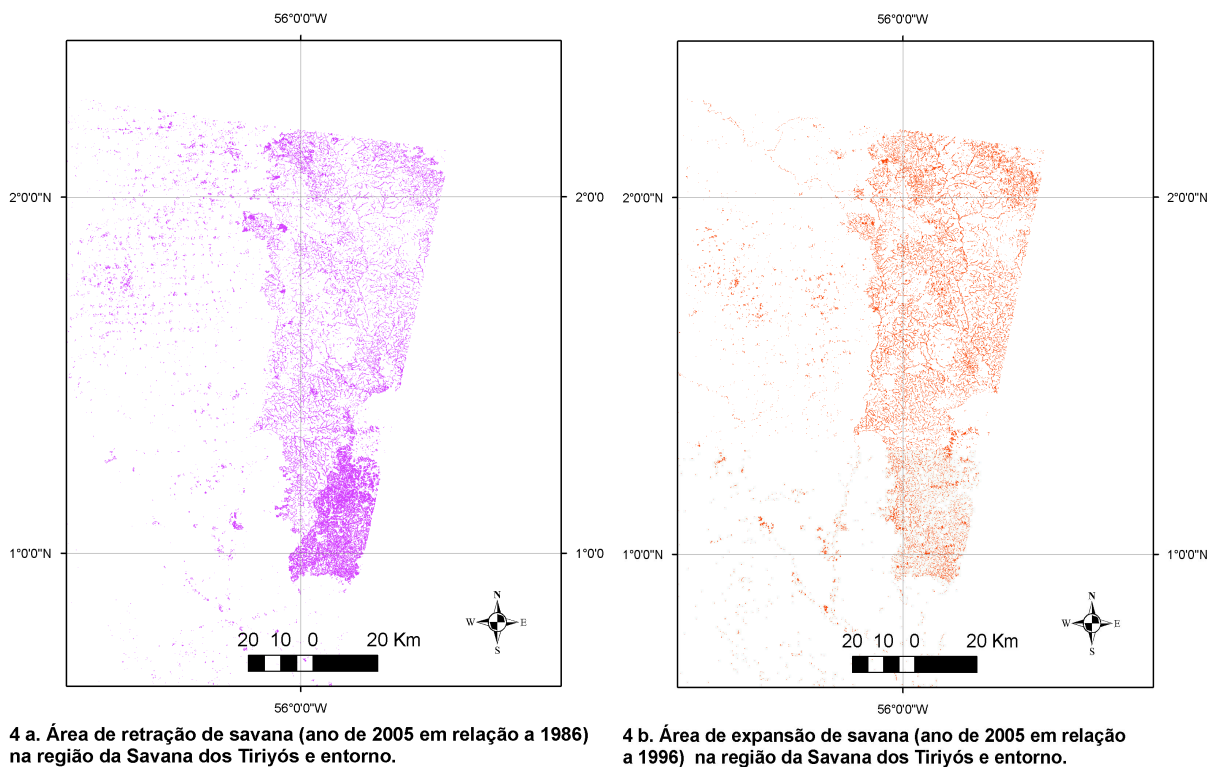 56°0'0"W
56°0'0"W
2°0'0"N
2°0'0
2°0'0"N
2°0'0"N
1°0'0"N
1°0'0
1°0'0"N
1°0'0"N
N
W
E
S
20 10 0 20 Km
N
W
E
S
20 10 0 20 Km
56°0'0"W
56°0'0"W
4 a. Área de retração de savana (ano de 2005 em relação a 1986)
na região da Savana dos Tiriyós e entorno.
4 b. Área de expansão de savana (ano de 2005 em relação
a 1996) na região da Savana dos Tiriyós e entorno.